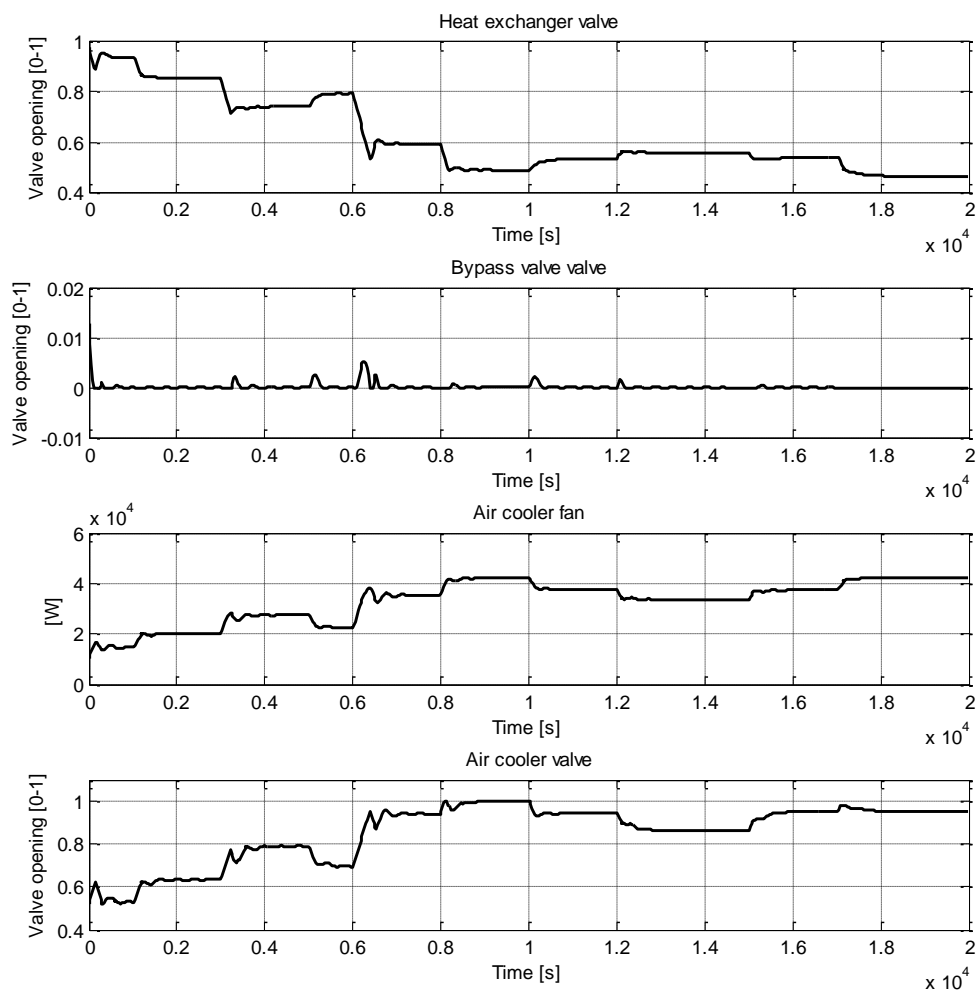 Heat exchanger valve
Valve opening [0-1]
1
0.8
0.6
0.4
0 0.2 0.4 0.6 0.8 1 1.2 1.4 1.6 1.8 2
Time [s]
x 10^4
Bypass valve valve
Valve opening [0-1]
0.02
0.01
0
-0.01
0 0.2 0.4 0.6 0.8 1 1.2 1.4 1.6 1.8 2
Time [s]
x 10^4
x 10^4
Air cooler fan
[W]
6
4
2
0
0 0.2 0.4 0.6 0.8 1 1.2 1.4 1.6 1.8 2
Time [s]
x 10^4
Air cooler valve
Valve opening [0-1]
1
0.8
0.6
0.4
0 0.2 0.4 0.6 0.8 1 1.2 1.4 1.6 1.8 2
Time [s]
x 10^4